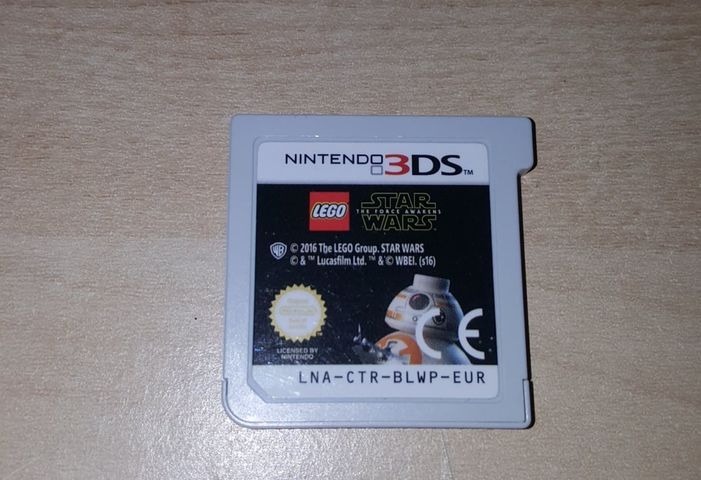 NINTENDO 3DS™
LEGO
STAR
THE FORCE AWAKENS
WARS
© 2016 The LEGO Group. STAR WARS
© & ™ Lucasfilm Ltd. ™ & © WBEI. (s16)
WB
LICENSED BY
NINTENDO
CE
LNA-CTR-BLWP-EUR